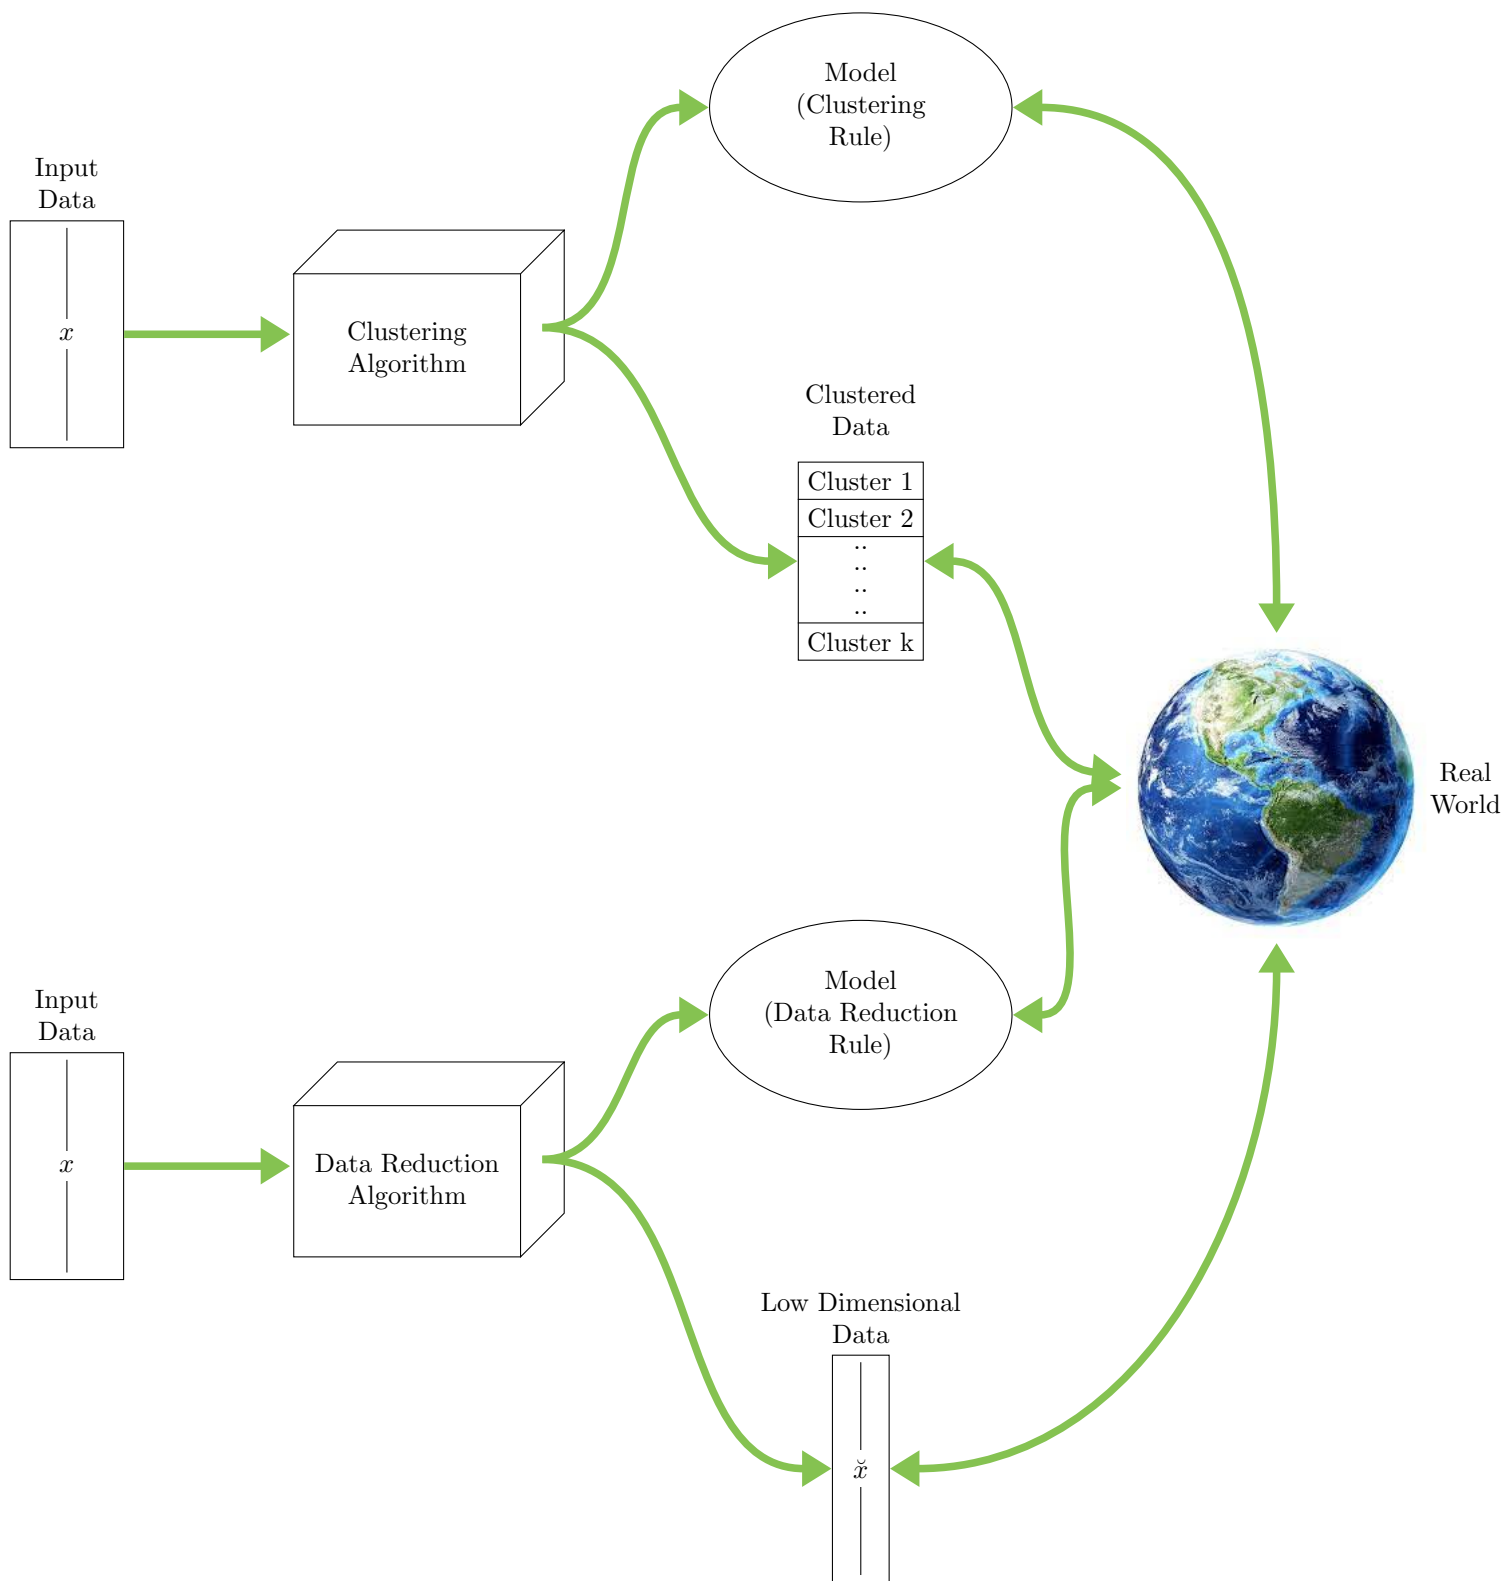 Model
(Clustering
Rule)
Input
Data
x
Clustering
Algorithm
Clustered
Data
Cluster 1
Cluster 2
..
..
..
..
Cluster k
Real
World
Model
(Data Reduction
Rule)
Input
Data
x
Data Reduction
Algorithm
Low Dimensional
Data
x̆